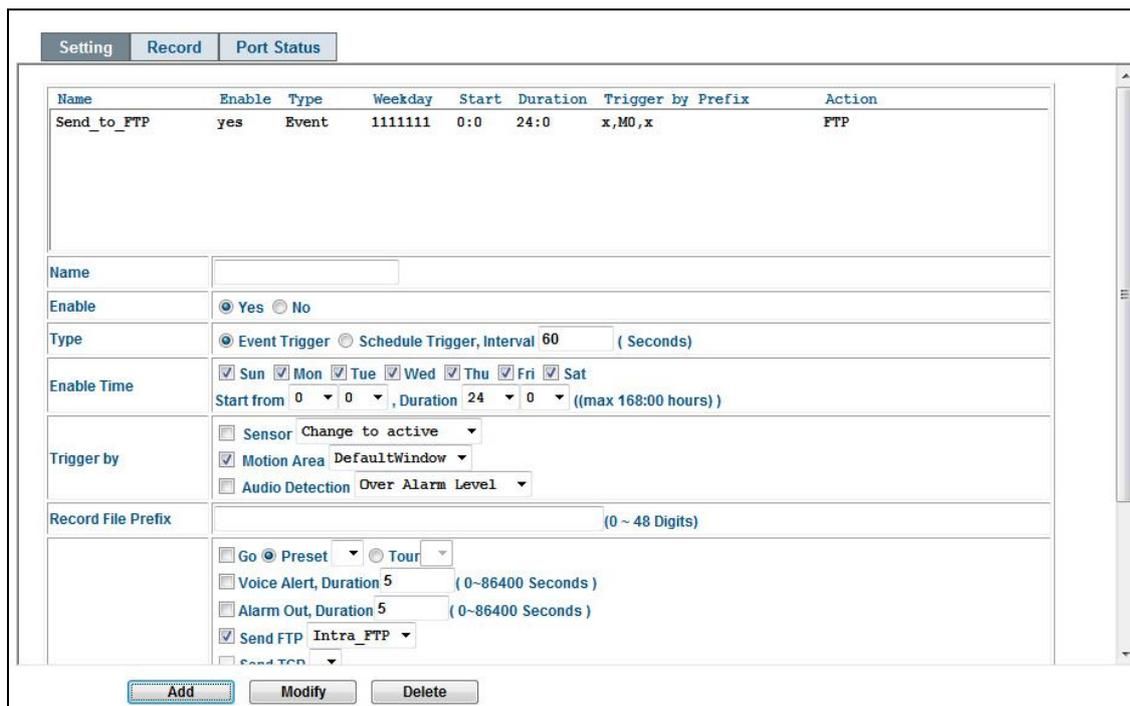 Setting Record Port Status
Name Enable Type Weekday Start Duration Trigger by Prefix Action
Send_to_FTP yes Event 1111111 0:0 24:0 x,M0,x FTP
Name
Enable Yes No
Type Event Trigger Schedule Trigger, Interval 60 ( Seconds)
Enable Time Sun Mon Tue Wed Thu Fri Sat
Start from 0 0 , Duration 24 0 ((max 168:00 hours) )
Trigger by Sensor Change to active
Motion Area DefaultWindow
Audio Detection Over Alarm Level
Record File Prefix (0 ~ 48 Digits)
Go Preset Tour
Voice Alert, Duration 5 ( 0~86400 Seconds )
Alarm Out, Duration 5 ( 0~86400 Seconds )
Send FTP Intra_FTP
Send TCP
Add Modify Delete